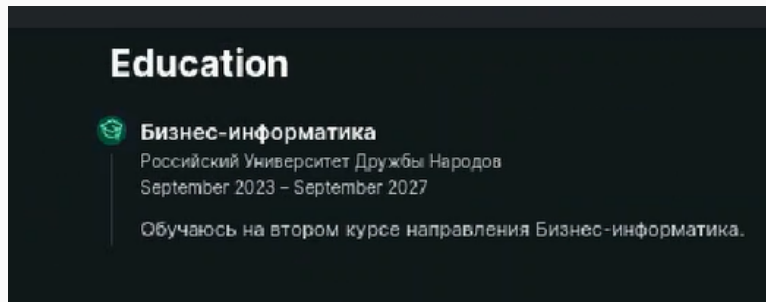 Education
Бизнес-информатика
Российский Университет Дружбы Народов
September 2023 – September 2027
Обучаюсь на втором курсе направления Бизнес-информатика.